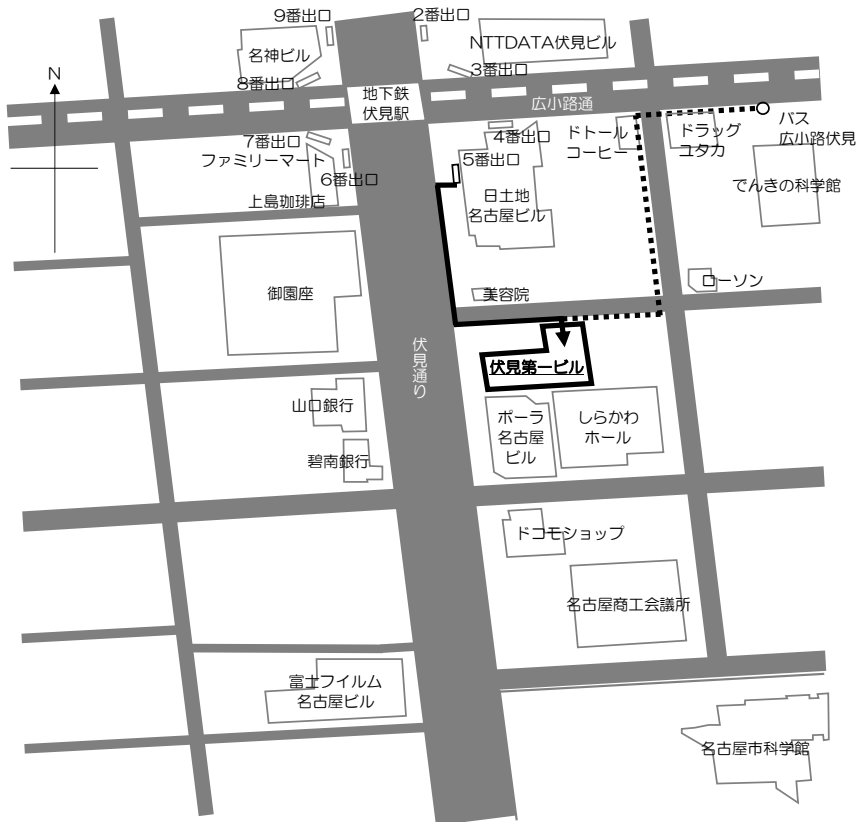 9番出口
2番出口
名神ビル
NTTDATA伏見ビル
3番出口
N
8番出口
地下鉄
伏見駅
広小路通
バス
広小路伏見
4番出口
ドトール
コーヒー
ドラッグ
ユタカ
7番出口
ファミリーマート
5番出口
6番出口
でんきの科学館
上島珈琲店
日土地
名古屋ビル
御園座
美容院
ローソン
伏見通り
伏見第一ビル
山口銀行
ポーラ
名古屋
ビル
しらかわ
ホール
碧南銀行
ドコモショップ
名古屋商工会議所
富士フイルム
名古屋ビル
名古屋市科学館